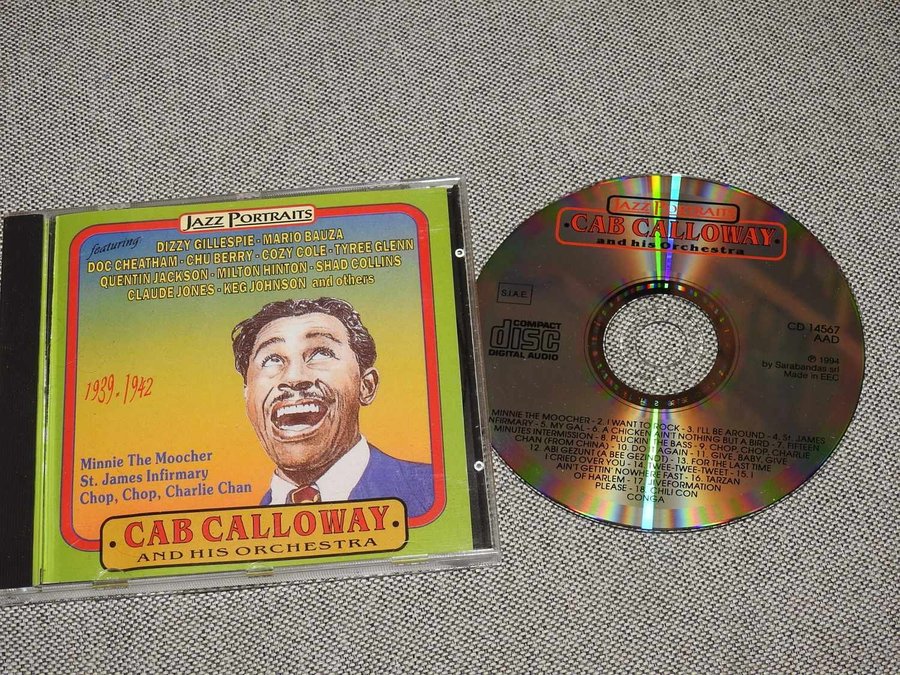 JAZZ PORTRAITS
featuring:
DIZZY GILLESPIE · MARIO BAUZA
DOC CHEATHAM · CHU BERRY · COZY COLE · TYREE GLENN
QUENTIN JACKSON · MILTON HINTON · SHAD COLLINS
CLAUDE JONES · KEG JOHNSON and others
1939 · 1942
Minnie The Moocher
St. James Infirmary
Chop, Chop, Charlie Chan
· CAB CALLOWAY ·
AND HIS ORCHESTRA
JAZZ PORTRAITS
· CAB CALLOWAY ·
and his Orchestra
S.I.A.E.
COMPACT
disc
DIGITAL AUDIO
CD 14567
AAD
℗ 1994
by Sarabandas srl
Made in EEC
MINNIE THE MOOCHER · 2. I WANT TO ROCK · 3. I'LL BE AROUND · 4. ST. JAMES
INFIRMARY · 5. MY GAL · 6. A CHICKEN AIN'T NOTHING BUT A BIRD · 7. FIFTEEN
MINUTES INTERMISSION · 8. PLUCKIN' THE BASS · 9. CHOP, CHOP, CHARLIE
CHAN (FROM CHINA) · 10. DO I AGAIN · 11. GIVE, BABY, GIVE
12. ABI GEZUNT (A BEE GEZINDT) · 13. FOR THE LAST TIME
I CRIED OVER YOU · 14. TWEE-TWEE-TWEET · 15. I
AIN'T GETTIN' NOWHERE FAST · 16. TARZAN
OF HARLEM · 17. JIVEFORMATION
PLEASE · 18. CHILI CON
CONGA